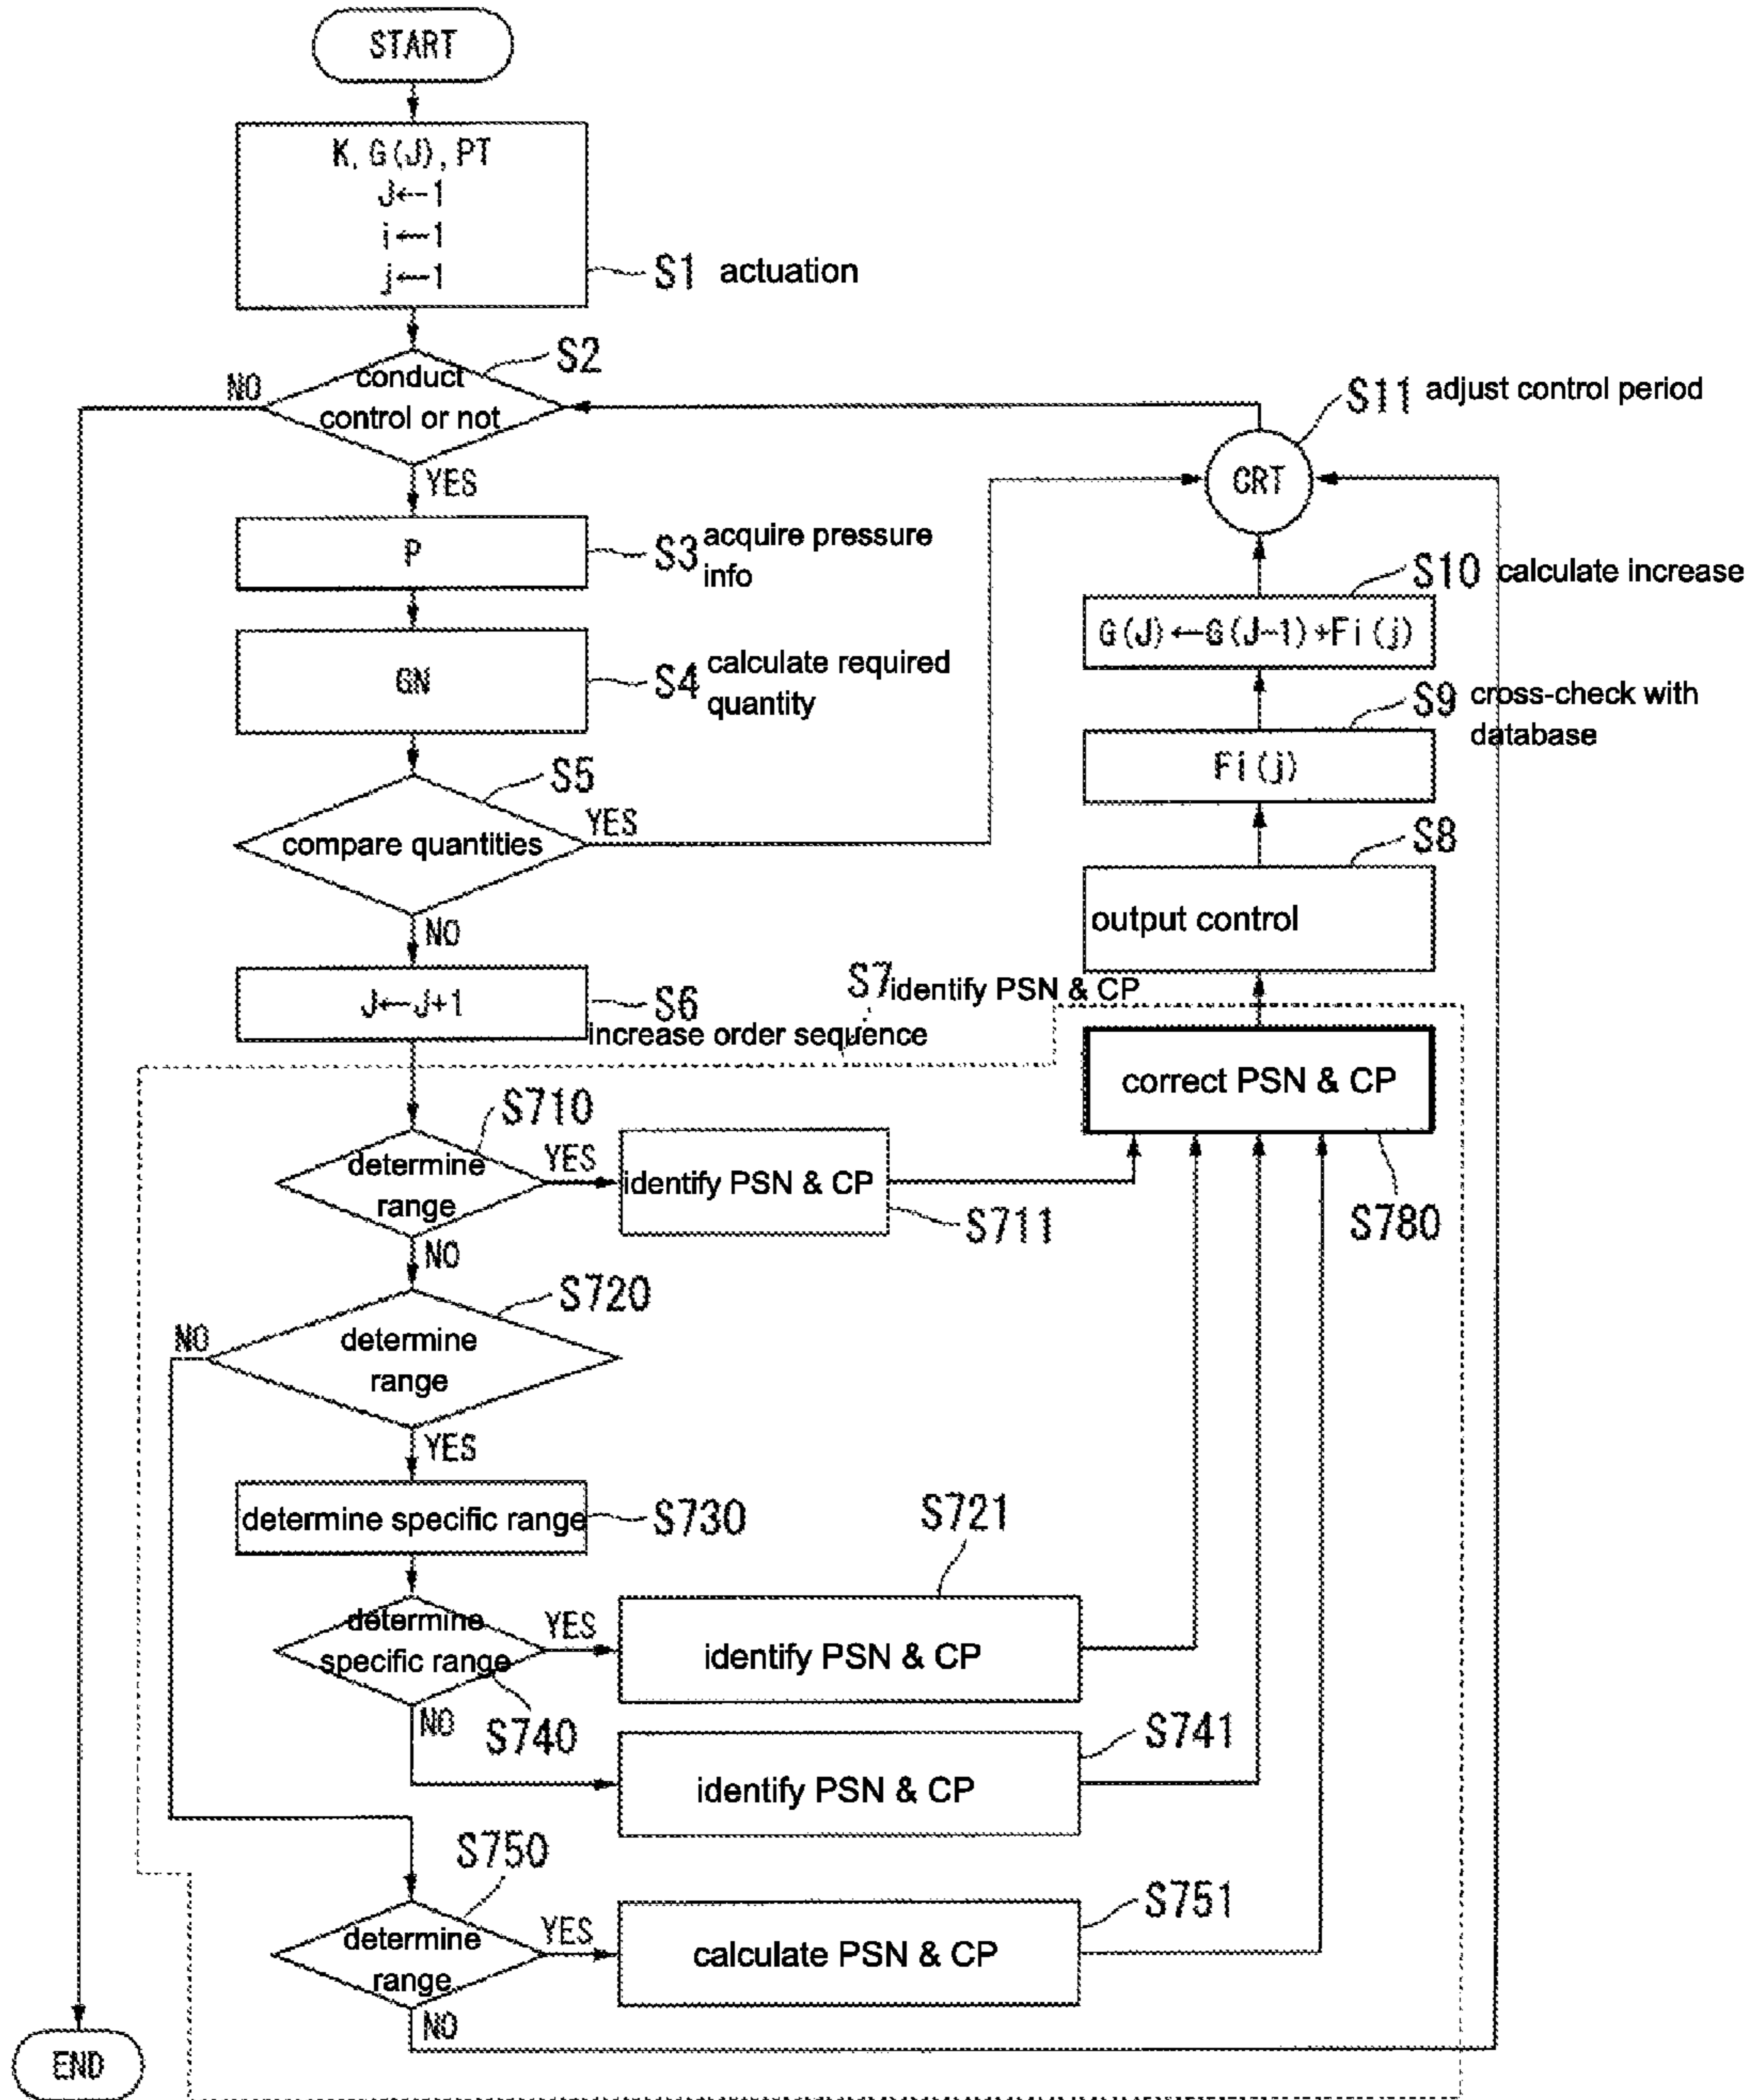 START
K, G(J), PT
J←1
i←1
j←1
S1 actuation
S2
conduct
control or not
NO
YES
S11 adjust control period
CRT
P
S3 acquire pressure
info
S10 calculate increase
G(J)←G(J-1)+Fi(j)
GN
S4 calculate required
quantity
S9 cross-check with
database
Fi(j)
S5
compare quantities
YES
NO
S8
output control
J←J+1
S6
increase order sequence
S7 identify PSN & CP
correct PSN & CP
S780
S710
determine
range
YES
NO
identify PSN & CP
S711
S720
determine
range
NO
YES
determine specific range
S730
S721
determine
specific range
YES
identify PSN & CP
NO
S740
S741
identify PSN & CP
S750
determine
range
YES
calculate PSN & CP
S751
NO
END